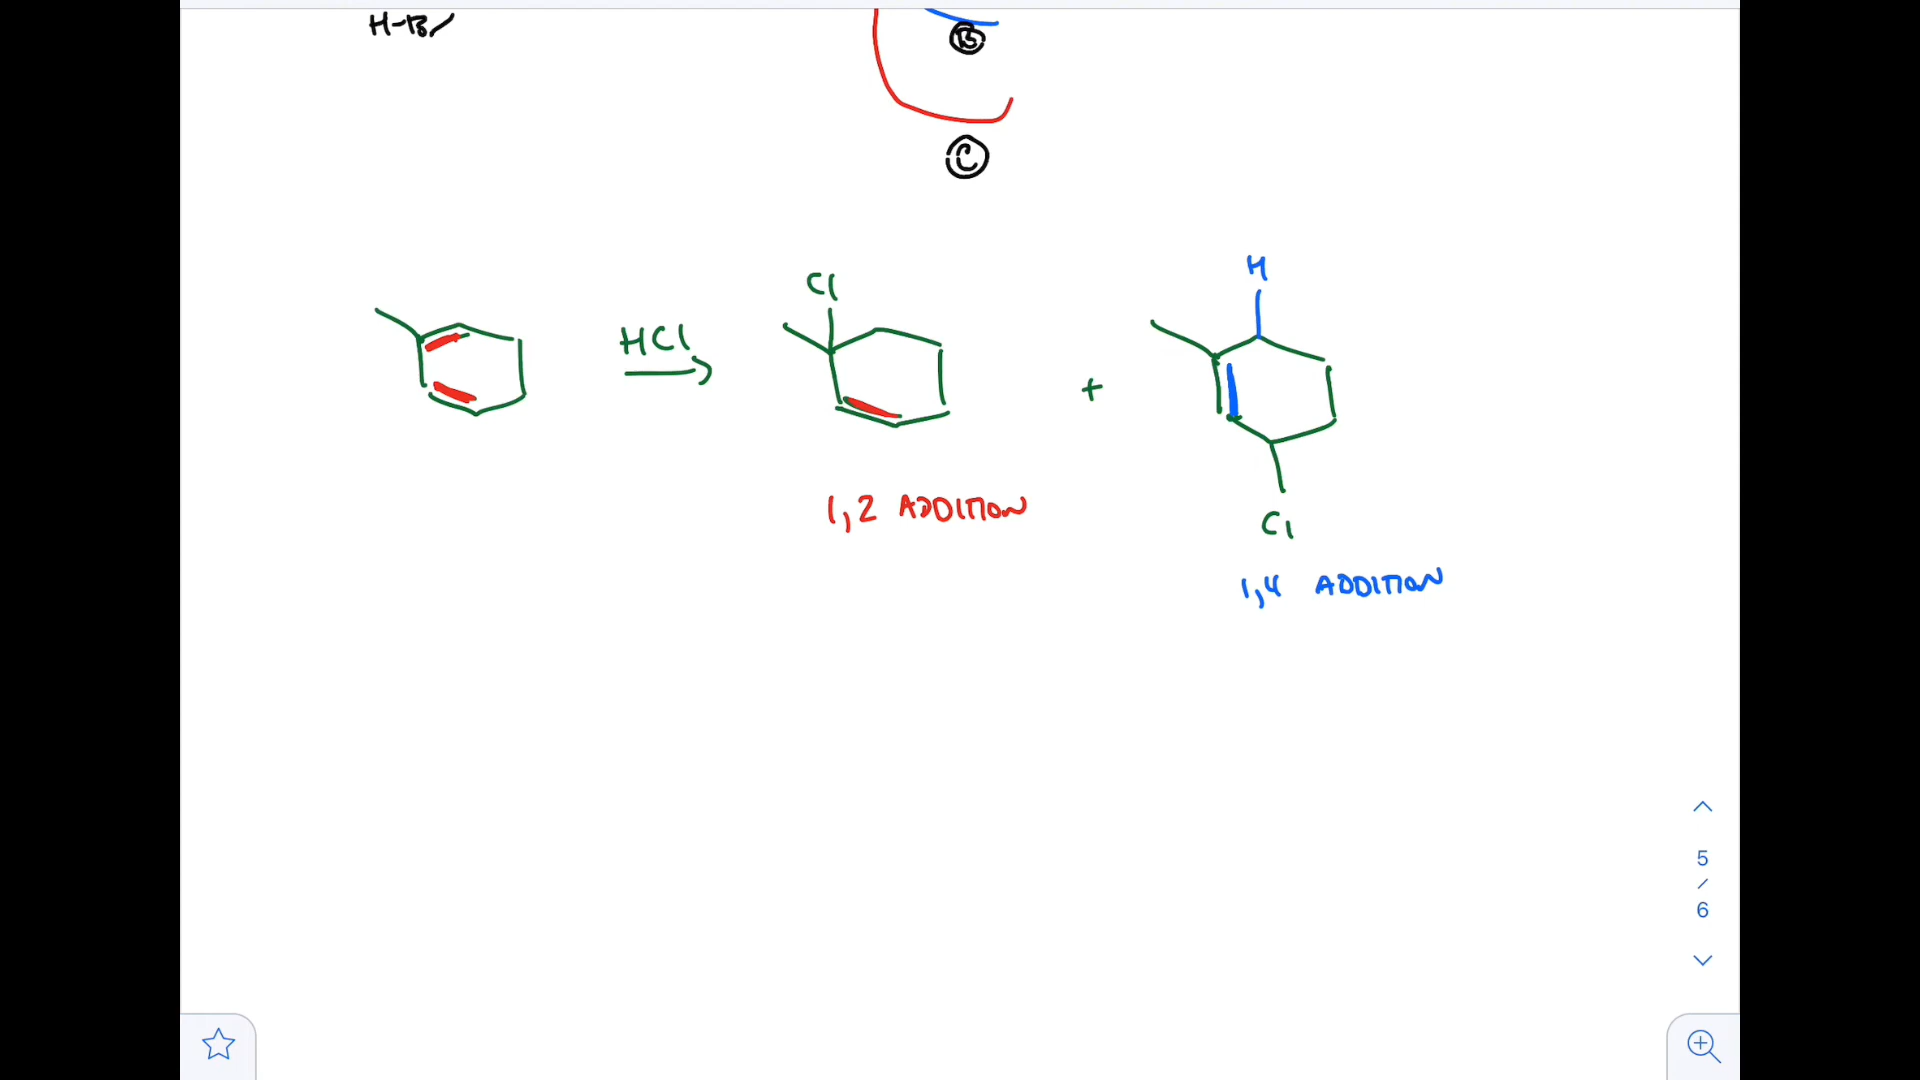 H-Br
B
C
H
Cl
HCl
+
Cl
1,2 ADDITION
1,4 ADDITION
5
/
6